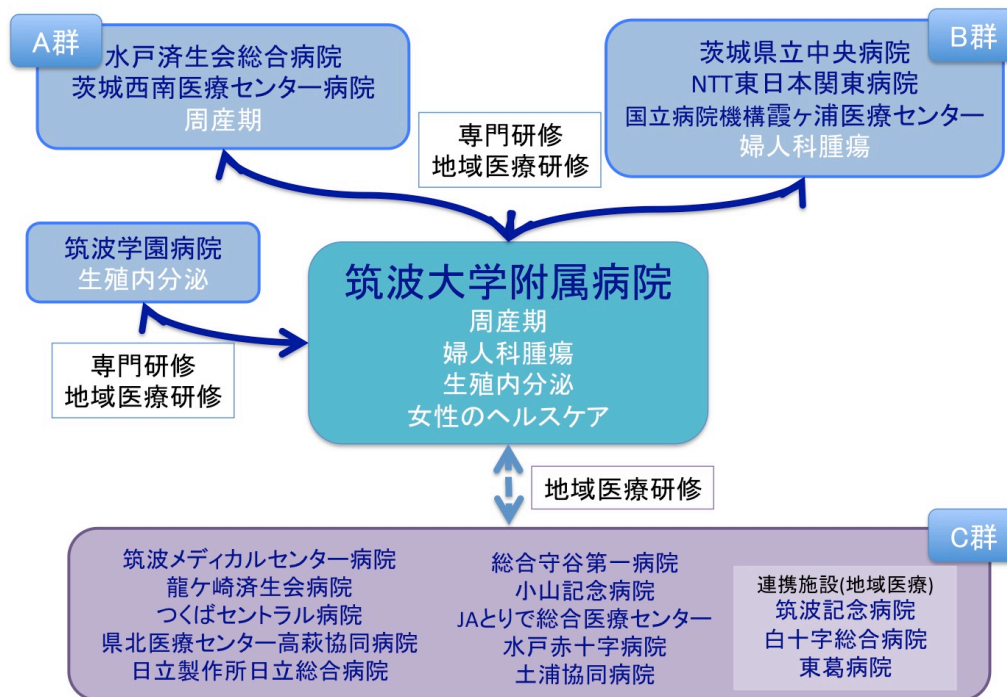 A群
水戸済生会総合病院
茨城西南医療センター病院
周産期
B群
茨城県立中央病院
NTT東日本関東病院
国立病院機構霞ヶ浦医療センター
婦人科腫瘍
専門研修
地域医療研修
筑波学園病院
生殖内分泌
専門研修
地域医療研修
筑波大学附属病院
周産期
婦人科腫瘍
生殖内分泌
女性のヘルスケア
地域医療研修
C群
筑波メディカルセンター病院
龍ケ崎済生会病院
つくばセントラル病院
県北医療センター高萩協同病院
日立製作所日立総合病院
総合守谷第一病院
小山記念病院
JAとりで総合医療センター
水戸赤十字病院
土浦協同病院
連携施設(地域医療)
筑波記念病院
白十字総合病院
東葛病院